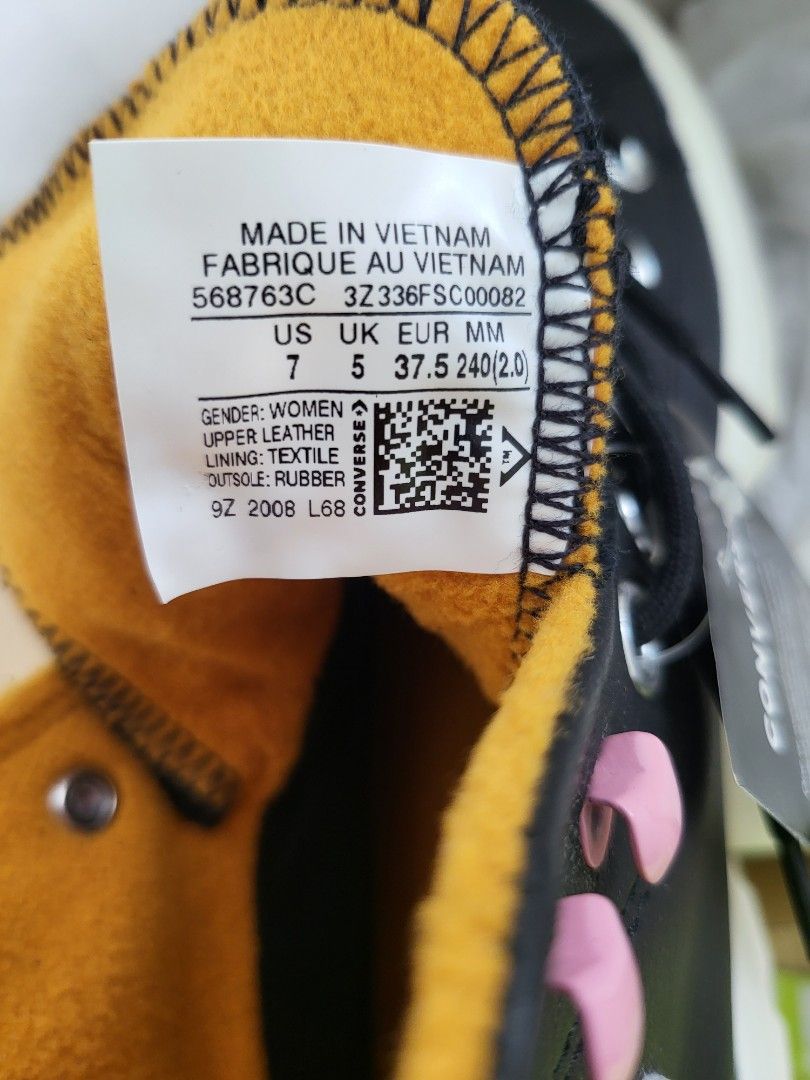 MADE IN VIETNAM
FABRIQUE AU VIETNAM
568763C 3Z336FSC00082
US UK EUR MM
7 5 37.5 240(2.0)
GENDER: WOMEN
UPPER LEATHER
LINING: TEXTILE
OUTSOLE: RUBBER
9Z 2008 L68
CONVERSE
TM